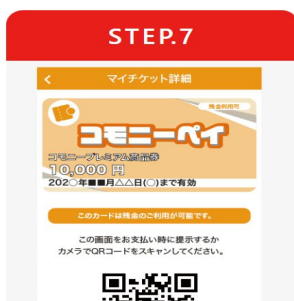 STEP.7
マイチケット詳細
残金利用可
コモニーペイ
コモニープレミアム商品券
10,000 円
202〇年■■月△△日(〇)まで有効
このカードは残金のご利用が可能です。
この画面をお支払い時に提示するか
カメラでQRコードをスキャンしてください。